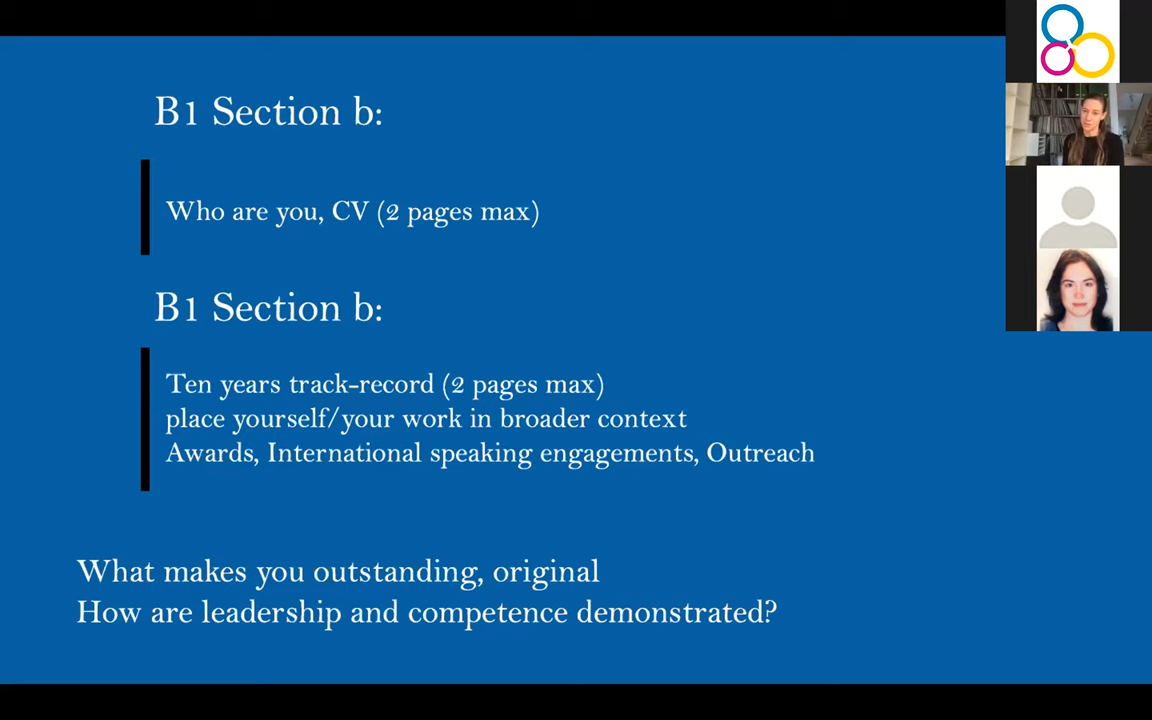 B1 Section b:
Who are you, CV (2 pages max)
B1 Section b:
Ten years track-record (2 pages max)
place yourself/your work in broader context
Awards, International speaking engagements, Outreach
What makes you outstanding, original
How are leadership and competence demonstrated?